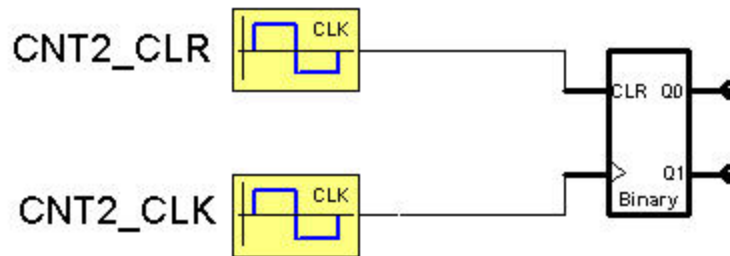 CNT2_CLR
CLK
CLR Q0
CNT2_CLK
CLK
Q1
Binary